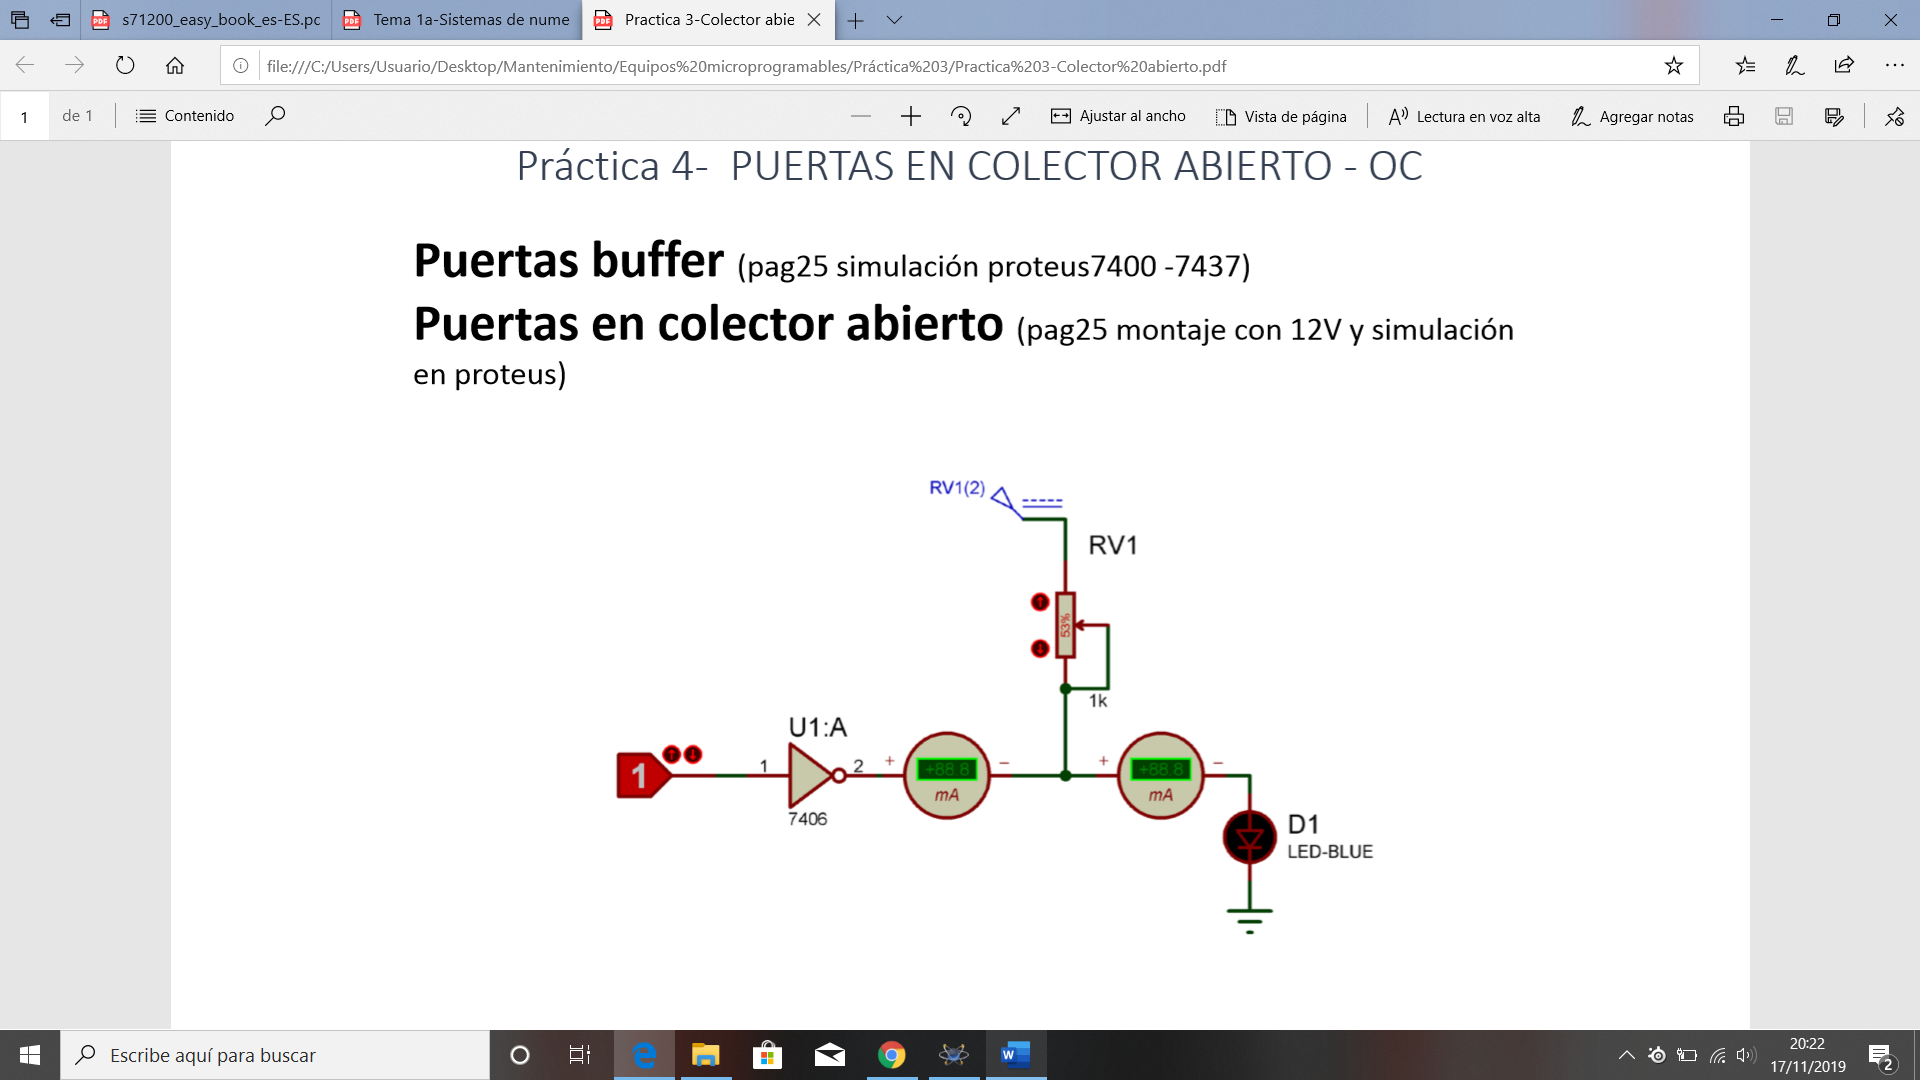 s71200_easy_book_es-ES.pc
Tema 1a-Sistemas de nume
Practica 3-Colector abie
file:///C:/Users/Usuario/Desktop/Mantenimiento/Equipos%20microprogramables/Práctica%203/Practica%203-Colector%20abierto.pdf
1 de 1 Contenido Ajustar al ancho Vista de página Lectura en voz alta Agregar notas
Práctica 4- PUERTAS EN COLECTOR ABIERTO - OC
Puertas buffer (pag25 simulación proteus7400 -7437)
Puertas en colector abierto (pag25 montaje con 12V y simulación
en proteus)
RV1(2)
RV1
53%
1k
U1:A
1
1
2
7406
+ +88.8 −
mA
+ +88.8 −
mA
D1
LED-BLUE
Escribe aquí para buscar
20:22
17/11/2019
2